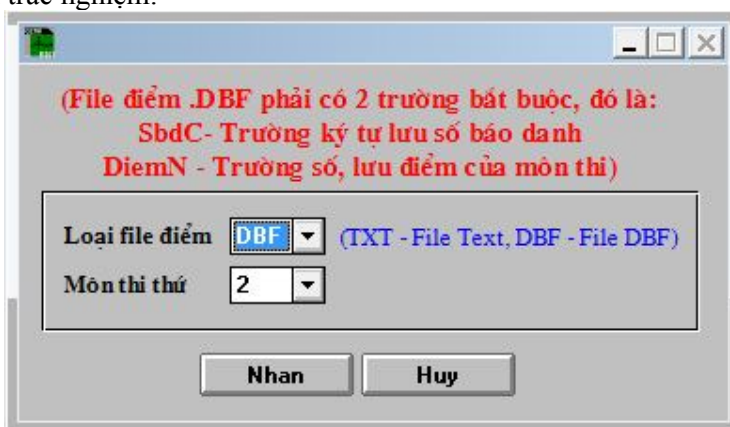 trắc nghiệm.
(File điểm .DBF phải có 2 trường bắt buộc, đó là:
SbdC- Trường ký tự lưu số báo danh
DiemN - Trường số, lưu điểm của môn thi)
Loại file điểm DBF (TXT - File Text, DBF - File DBF)
Môn thi thứ 2
Nhan Huy